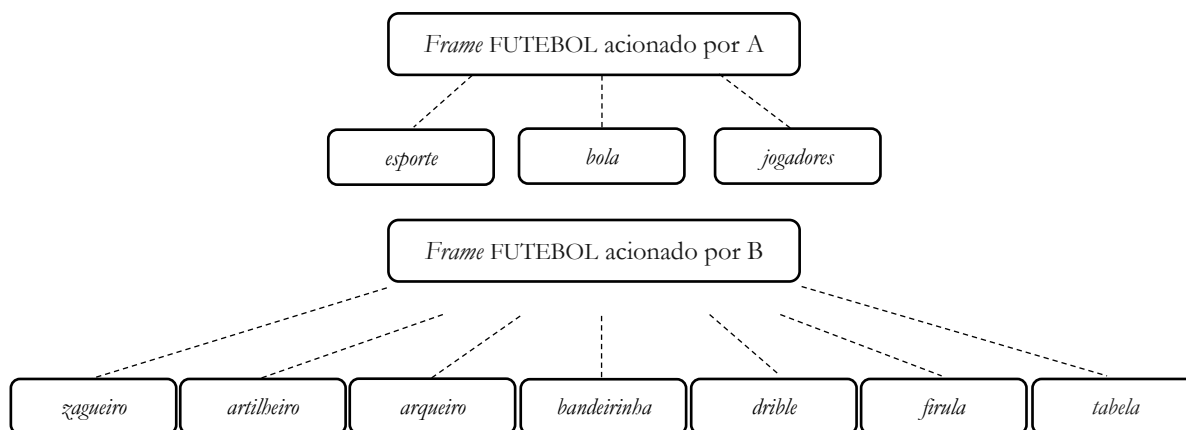 Frame FUTEBOL acionado por A
esporte
bola
jogadores
Frame FUTEBOL acionado por B
zagueiro
artilheiro
arqueiro
bandeirinha
drible
firula
tabela